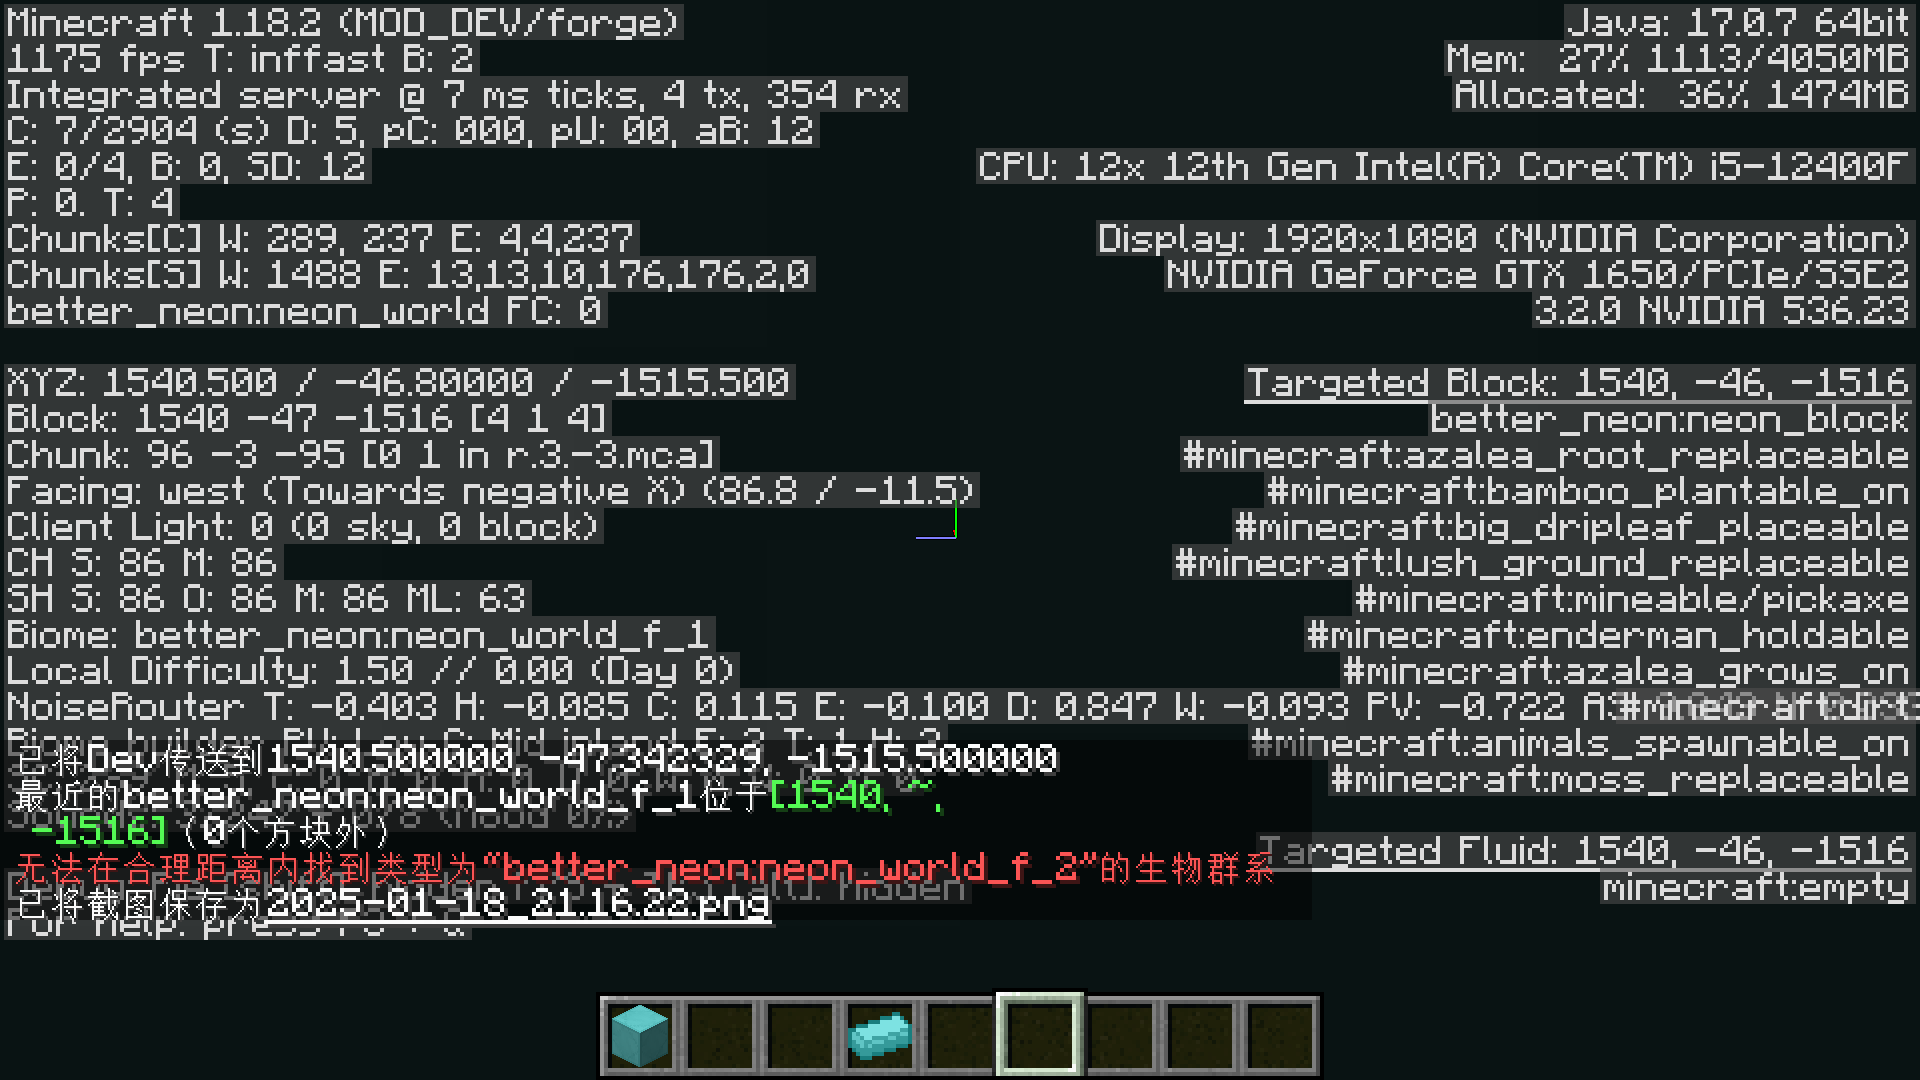 Minecraft 1.18.2 (MOD_DEV/forge)
1175 fps T: inffast B: 2
Integrated server @ 7 ms ticks, 4 tx, 354 rx
C: 7/2904 (s) D: 5, pC: 000, pU: 00, aB: 12
E: 0/4, B: 0, SD: 12
P: 0. T: 4
Chunks[C] W: 289, 237 E: 4,4,237
Chunks[S] W: 1488 E: 13,13,10,176,176,2,0
better_neon:neon_world FC: 0
XYZ: 1540.500 / -46.80000 / -1515.500
Block: 1540 -47 -1516 [4 1 4]
Chunk: 96 -3 -95 [0 1 in r.3.-3.mca]
Facing: west (Towards negative X) (86.8 / -11.5)
Client Light: 0 (0 sky, 0 block)
CH S: 86 M: 86
SH S: 86 O: 86 M: 86 ML: 63
Biome: better_neon:neon_world_f_1
Local Difficulty: 1.50 // 0.00 (Day 0)
NoiseRouter T: -0.403 H: -0.085 C: 0.115 E: -0.100 D: 0.847 W: -0.093 PV: -0.722
已将Dev传送到1540.500000, -47.342329, -1515.500000
最近的better_neon:neon_world_f_1位于[1540, ~,
-1516]（0个方块外）
无法在合理距离内找到类型为“better_neon:neon_world_f_2”的生物群系
已将截图保存为2025-01-18_21.16.22.png
For help: press F3 + Q
Java: 17.0.7 64bit
Mem: 27% 1113/4050MB
Allocated: 36% 1474MB
CPU: 12x 12th Gen Intel(R) Core(TM) i5-12400F
Display: 1920x1080 (NVIDIA Corporation)
NVIDIA GeForce GTX 1650/PCIe/SSE2
3.2.0 NVIDIA 536.23
Targeted Block: 1540, -46, -1516
better_neon:neon_block
#minecraft:azalea_root_replaceable
#minecraft:bamboo_plantable_on
#minecraft:big_dripleaf_placeable
#minecraft:lush_ground_replaceable
#minecraft:mineable/pickaxe
#minecraft:enderman_holdable
#minecraft:azalea_grows_on
#minecraft:dirt
#minecraft:animals_spawnable_on
#minecraft:moss_replaceable
Targeted Fluid: 1540, -46, -1516
minecraft:empty